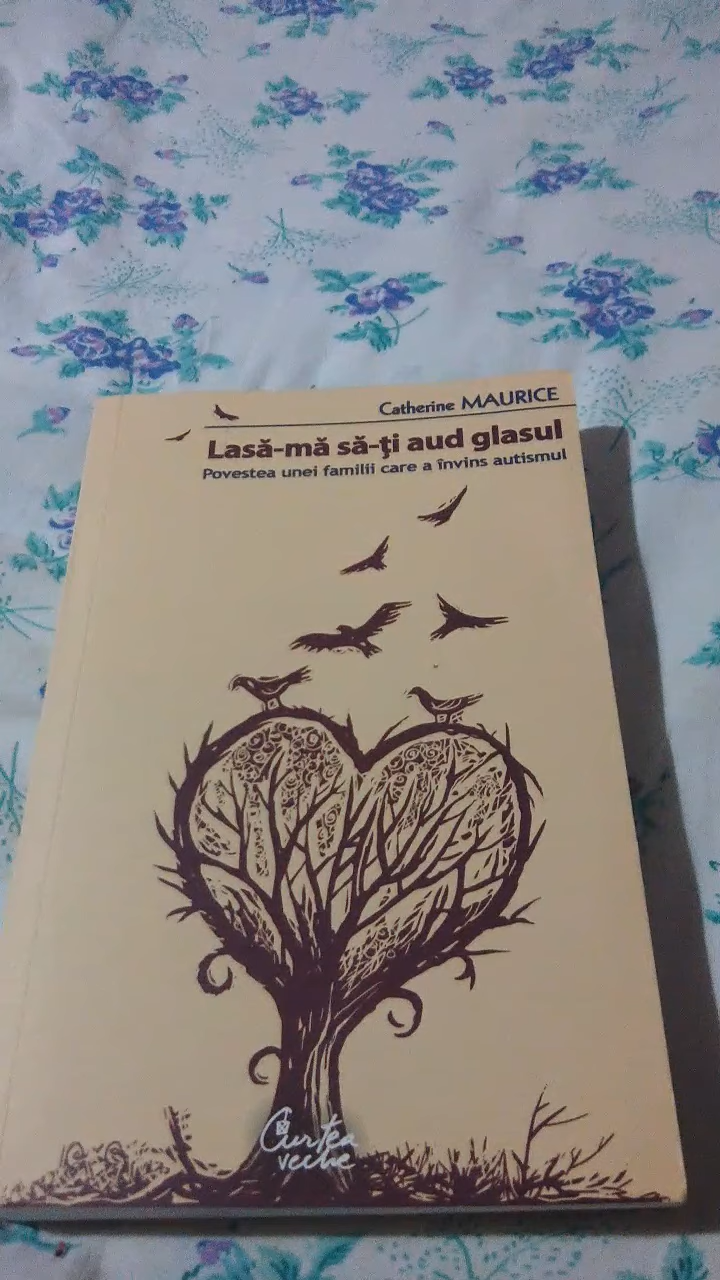 Catherine MAURICE
Lasă-mă să-ţi aud glasul
Povestea unei familii care a învins autismul
Curtea
veche